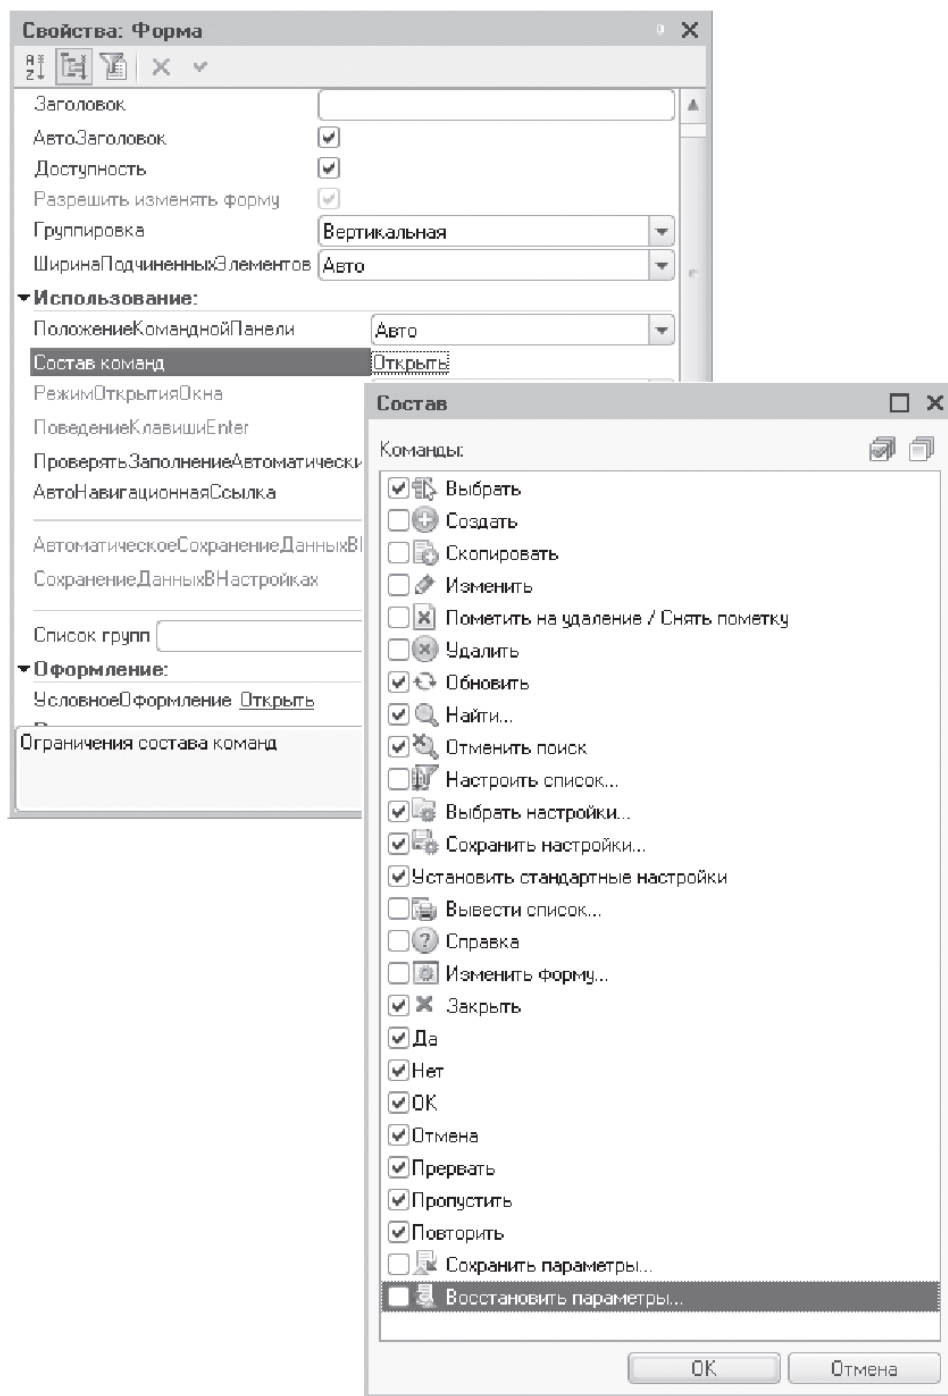 Свойства: Форма
Заголовок
АвтоЗаголовок
Доступность
Разрешить изменять форму
Группировка Вертикальная
ШиринаПодчиненныхЭлементов Авто
Использование:
ПоложениеКоманднойПанели Авто
Состав команд Открыть
РежимОткрытияОкна
ПоведениеКлавишиEnter
ПроверятьЗаполнениеАвтоматически
АвтоНавигационнаяСсылка
АвтоматическоеСохранениеДанныхВ
СохранениеДанныхВНастройках
Список групп
Оформление:
УсловноеОформление Открыть
Ограничения состава команд
Состав
Команды:
Выбрать
Создать
Скопировать
Изменить
Пометить на удаление / Снять пометку
Удалить
Обновить
Найти...
Отменить поиск
Настроить список...
Выбрать настройки...
Сохранить настройки...
Установить стандартные настройки
Вывести список...
Справка
Изменить форму...
Закрыть
Да
Нет
ОК
Отмена
Прервать
Пропустить
Повторить
Сохранить параметры...
Восстановить параметры...
ОК Отмена